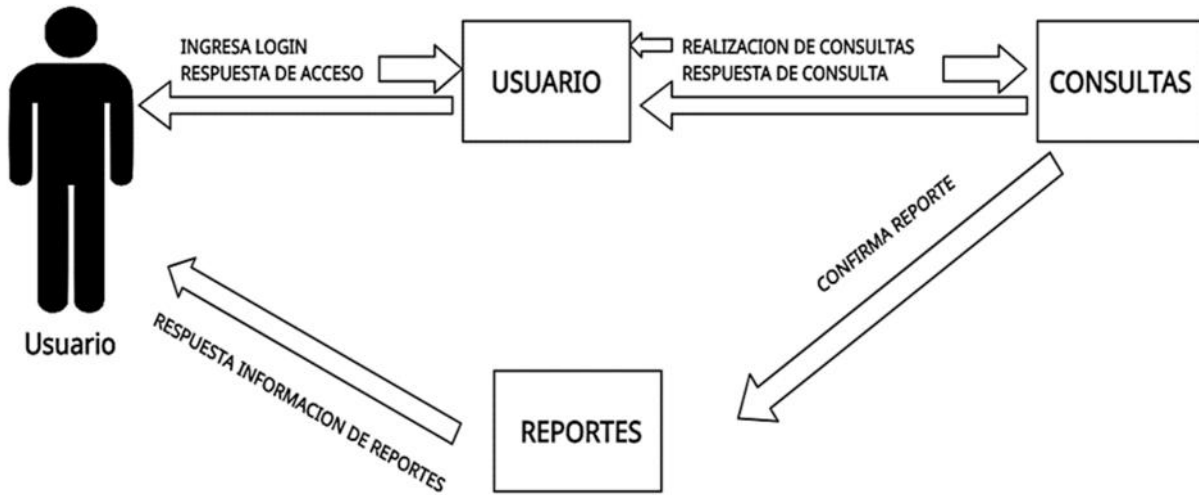 INGRESA LOGIN
RESPUESTA DE ACCESO
USUARIO
REALIZACION DE CONSULTAS
RESPUESTA DE CONSULTA
CONSULTAS
CONFIRMA REPORTE
Usuario
RESPUESTA INFORMACION DE REPORTES
REPORTES